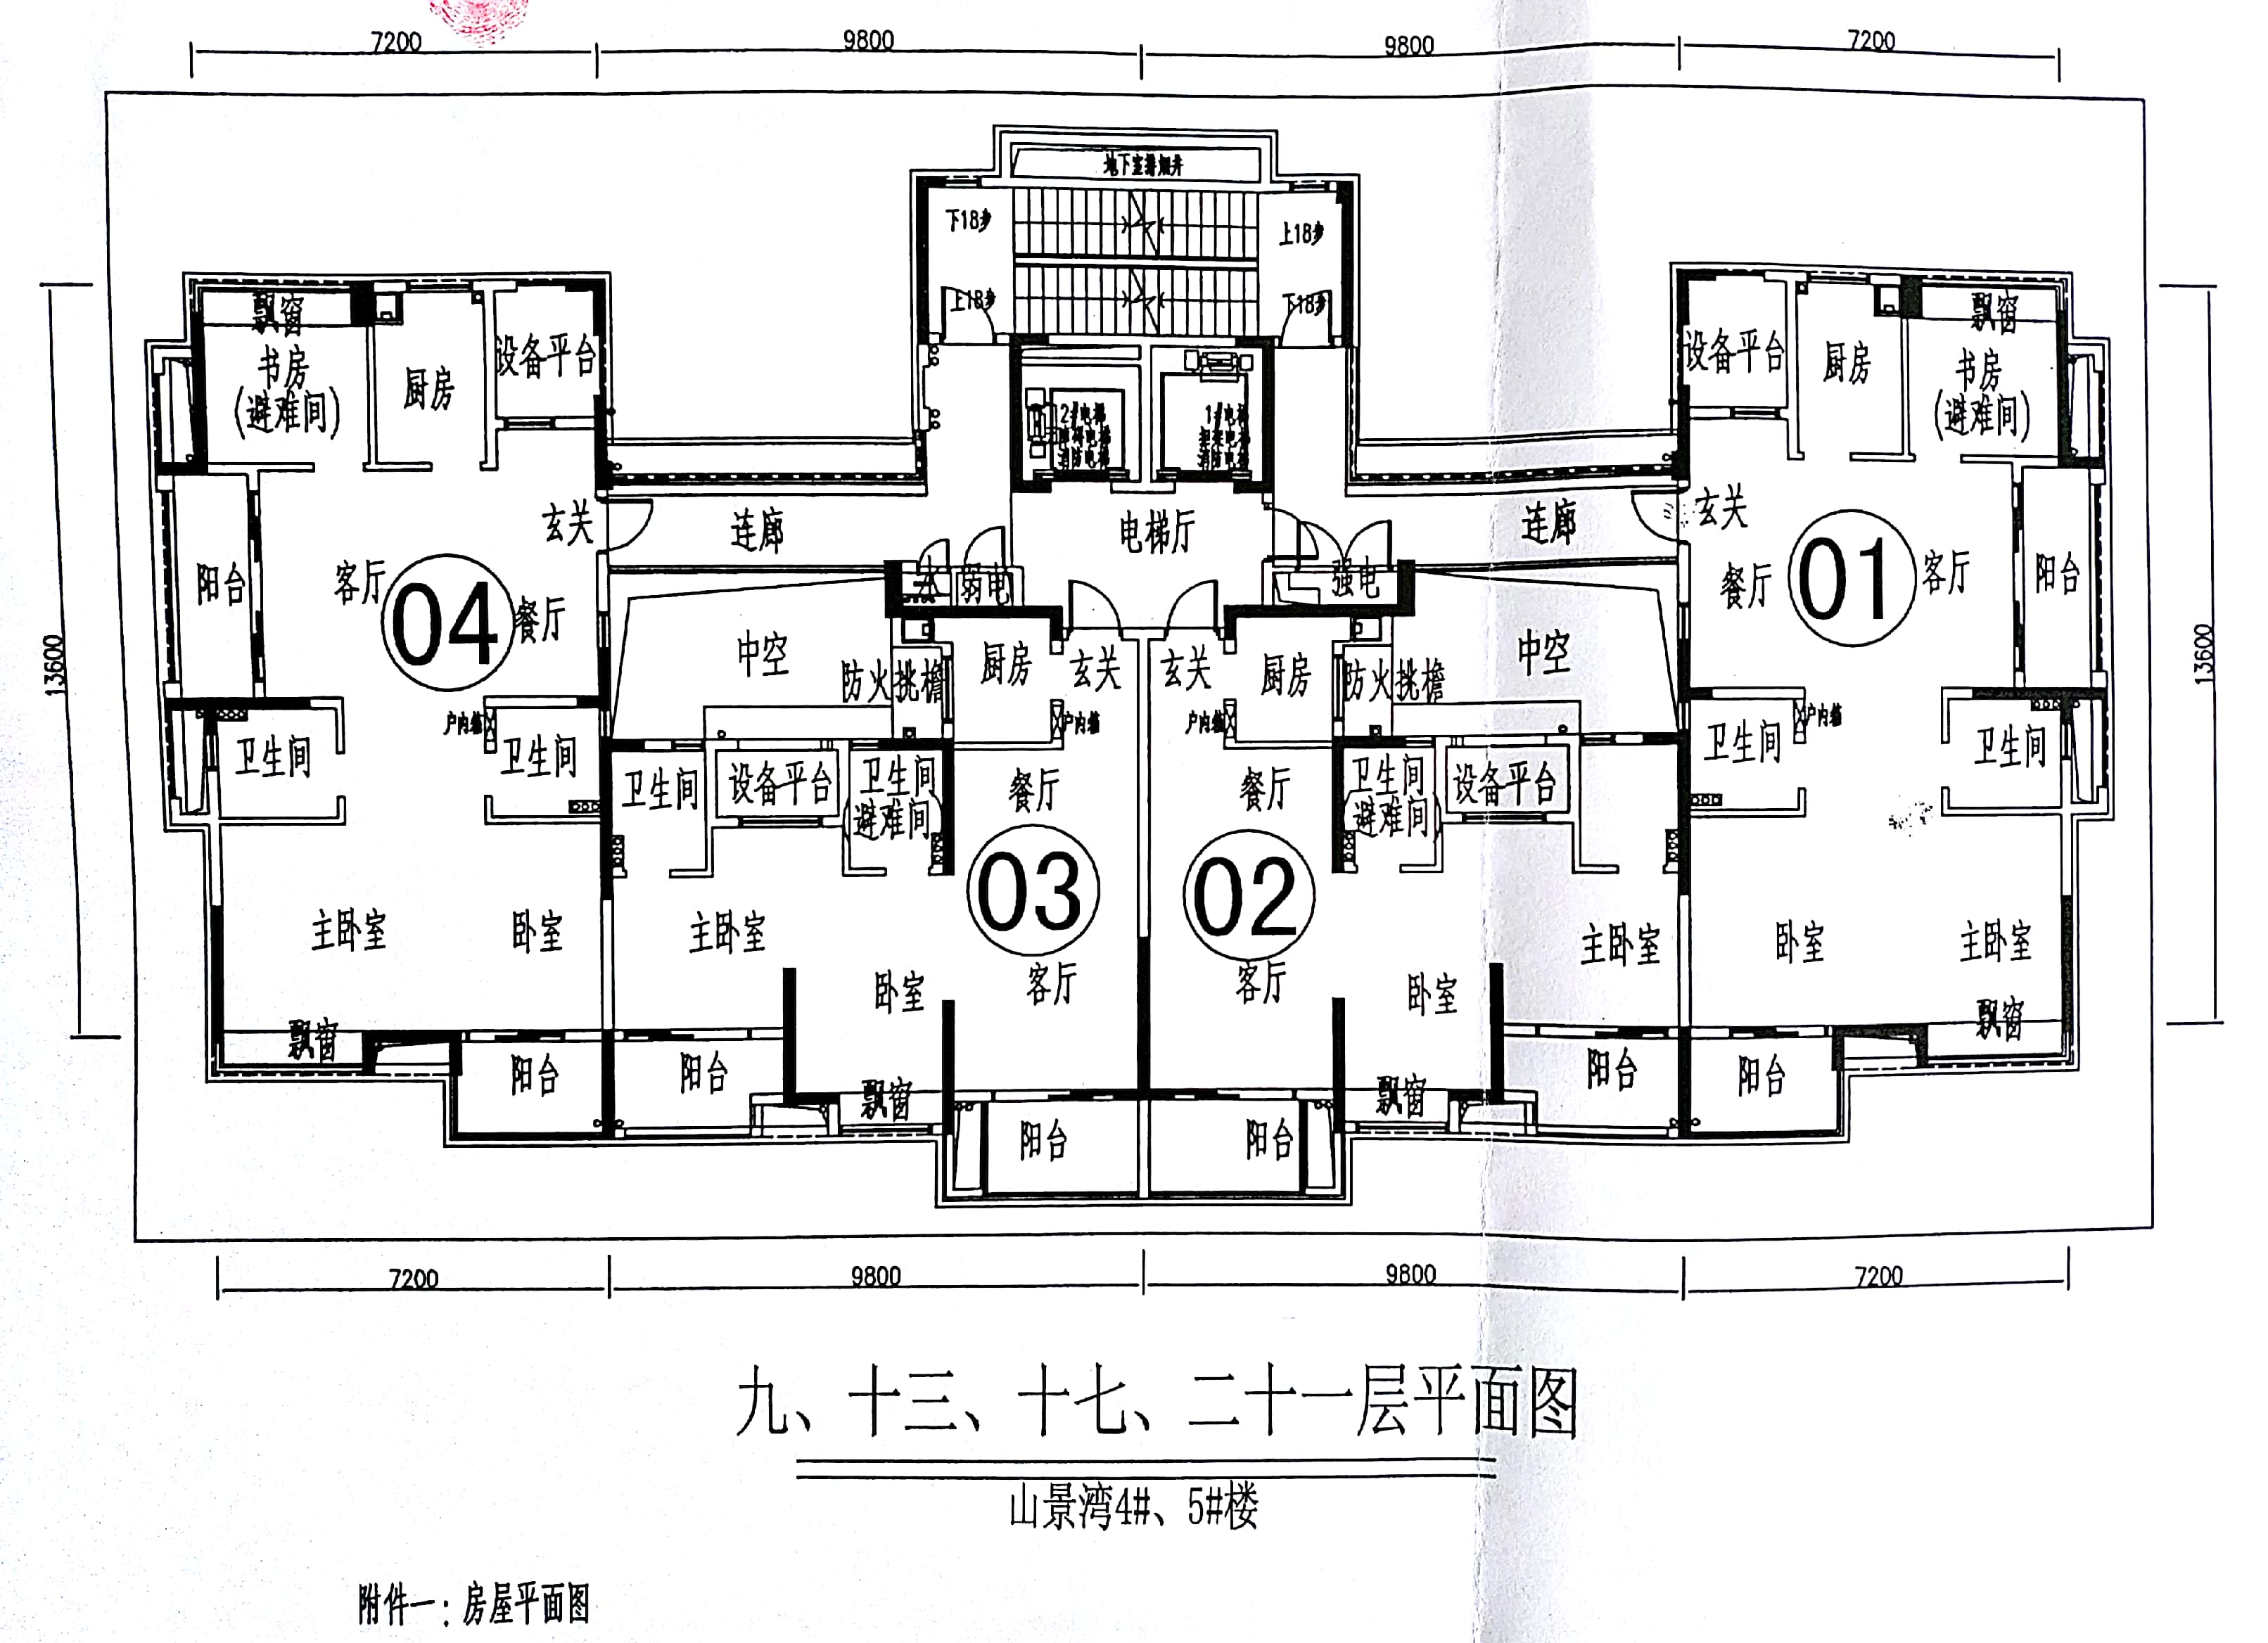 7200 9800 9800 7200
地下室排烟井
下18步 上18步
上18步 下18步
飘窗 飘窗
书房 厨房 设备平台 设备平台 厨房 书房
(避难间) (避难间)
2#电梯 1#电梯
消防电梯 消防电梯
玄关 连廊 电梯厅 连廊 玄关
阳台 客厅 04 餐厅 水 弱电 强电 餐厅 01 客厅 阳台
13600 13600
中空 防火挑檐 厨房 玄关 玄关 厨房 防火挑檐 中空
户内箱 户内箱 户内箱 户内箱
卫生间 卫生间 卫生间 卫生间
卫生间 设备平台 卫生间 餐厅 餐厅 卫生间 设备平台
(避难间) (避难间)
03 02
主卧室 卧室 主卧室 主卧室 卧室 主卧室
卧室 客厅 客厅 卧室
飘窗 飘窗
阳台 阳台 阳台 阳台
飘窗 飘窗
阳台 阳台
7200 9800 9800 7200
九、十三、十七、二十一层平面图
山景湾4#、5#楼
附件一:房屋平面图